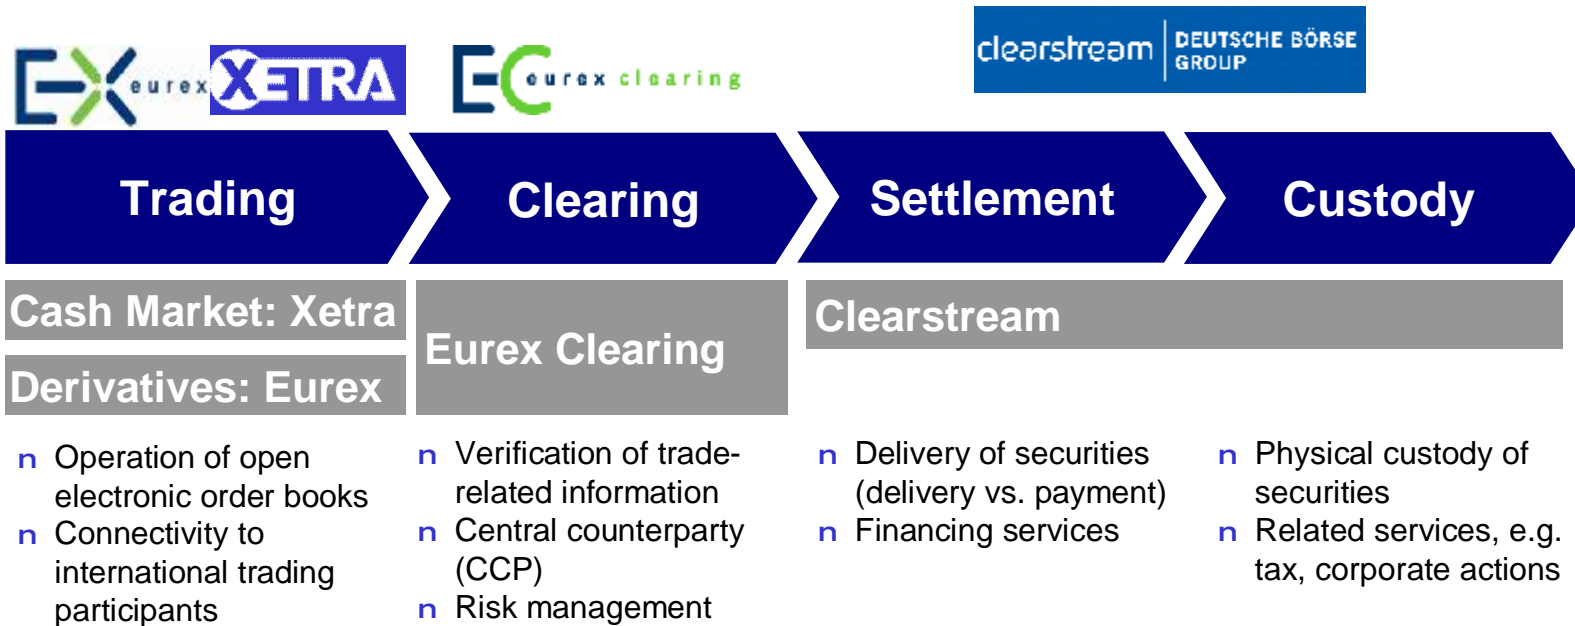 eurex
XETRA
eurex clearing
clearstream
DEUTSCHE BÖRSE
GROUP
Trading
Clearing
Settlement
Custody
Cash Market: Xetra
Derivatives: Eurex
Eurex Clearing
Clearstream
n Operation of open
electronic order books
n Connectivity to
international trading
participants
n Verification of trade-
related information
n Central counterparty
(CCP)
n Risk management
n Delivery of securities
(delivery vs. payment)
n Financing services
n Physical custody of
securities
n Related services, e.g.
tax, corporate actions